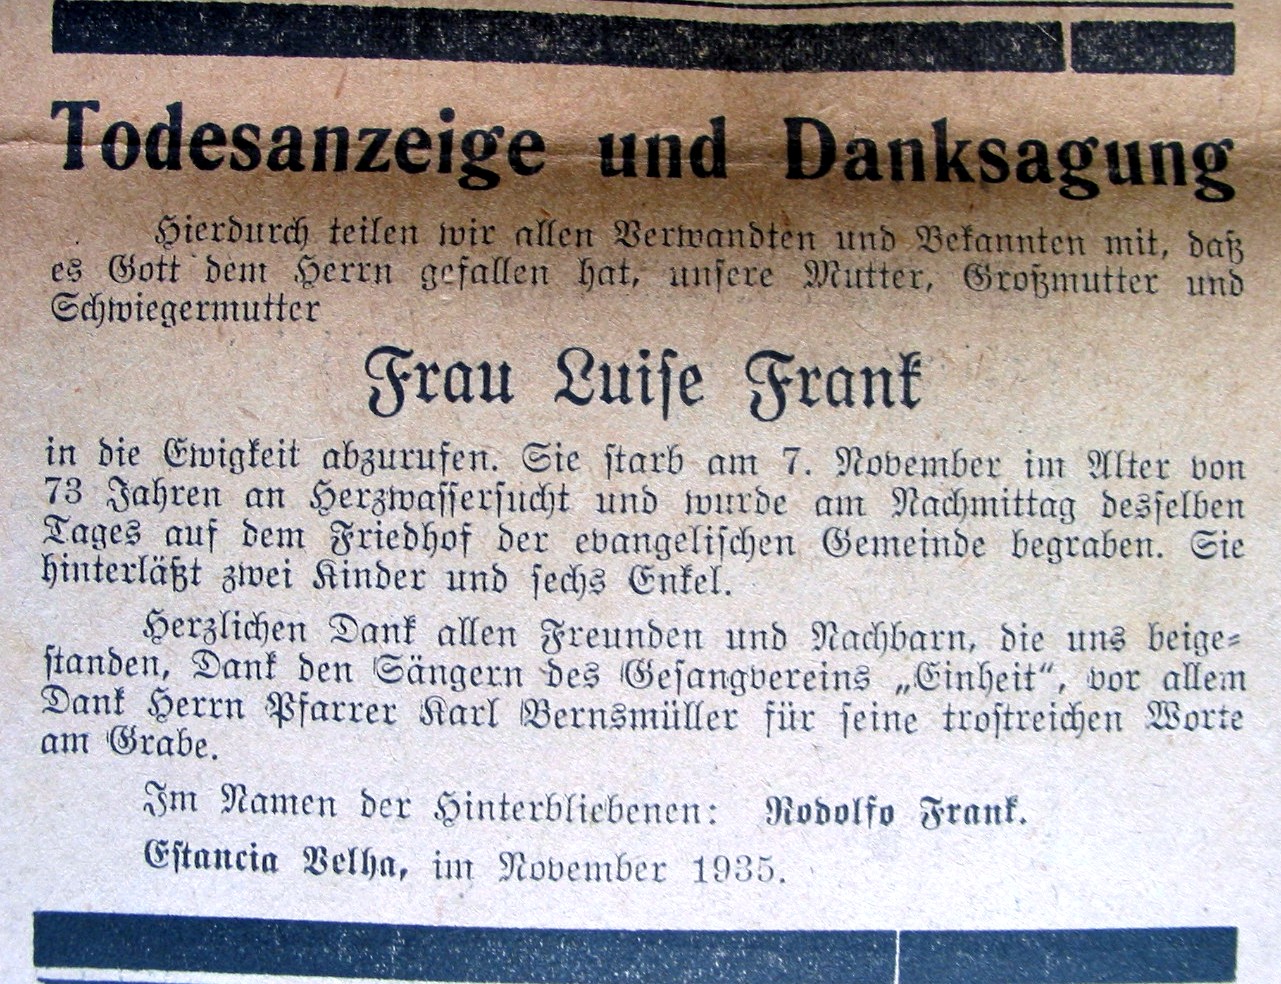 Todesanzeige und Danksagung
Hierdurch teilen wir allen Verwandten und Bekannten mit, daß
es Gott dem Herrn gefallen hat, unsere Mutter, Großmutter und
Schwiegermutter
Frau Luise Frank
in die Ewigkeit abzurufen. Sie starb am 7. November im Alter von
73 Jahren an Herzwassersucht und wurde am Nachmittag desselben
Tages auf dem Friedhof der evangelischen Gemeinde begraben. Sie
hinterläßt zwei Kinder und sechs Enkel.
Herzlichen Dank allen Freunden und Nachbarn, die uns beige-
standen, Dank den Sängern des Gesangvereins „Einheit“, vor allem
Dank Herrn Pfarrer Karl Bernsmüller für seine trostreichen Worte
am Grabe.
Im Namen der Hinterbliebenen: Rodolfo Frank.
Estancia Velha, im November 1935.